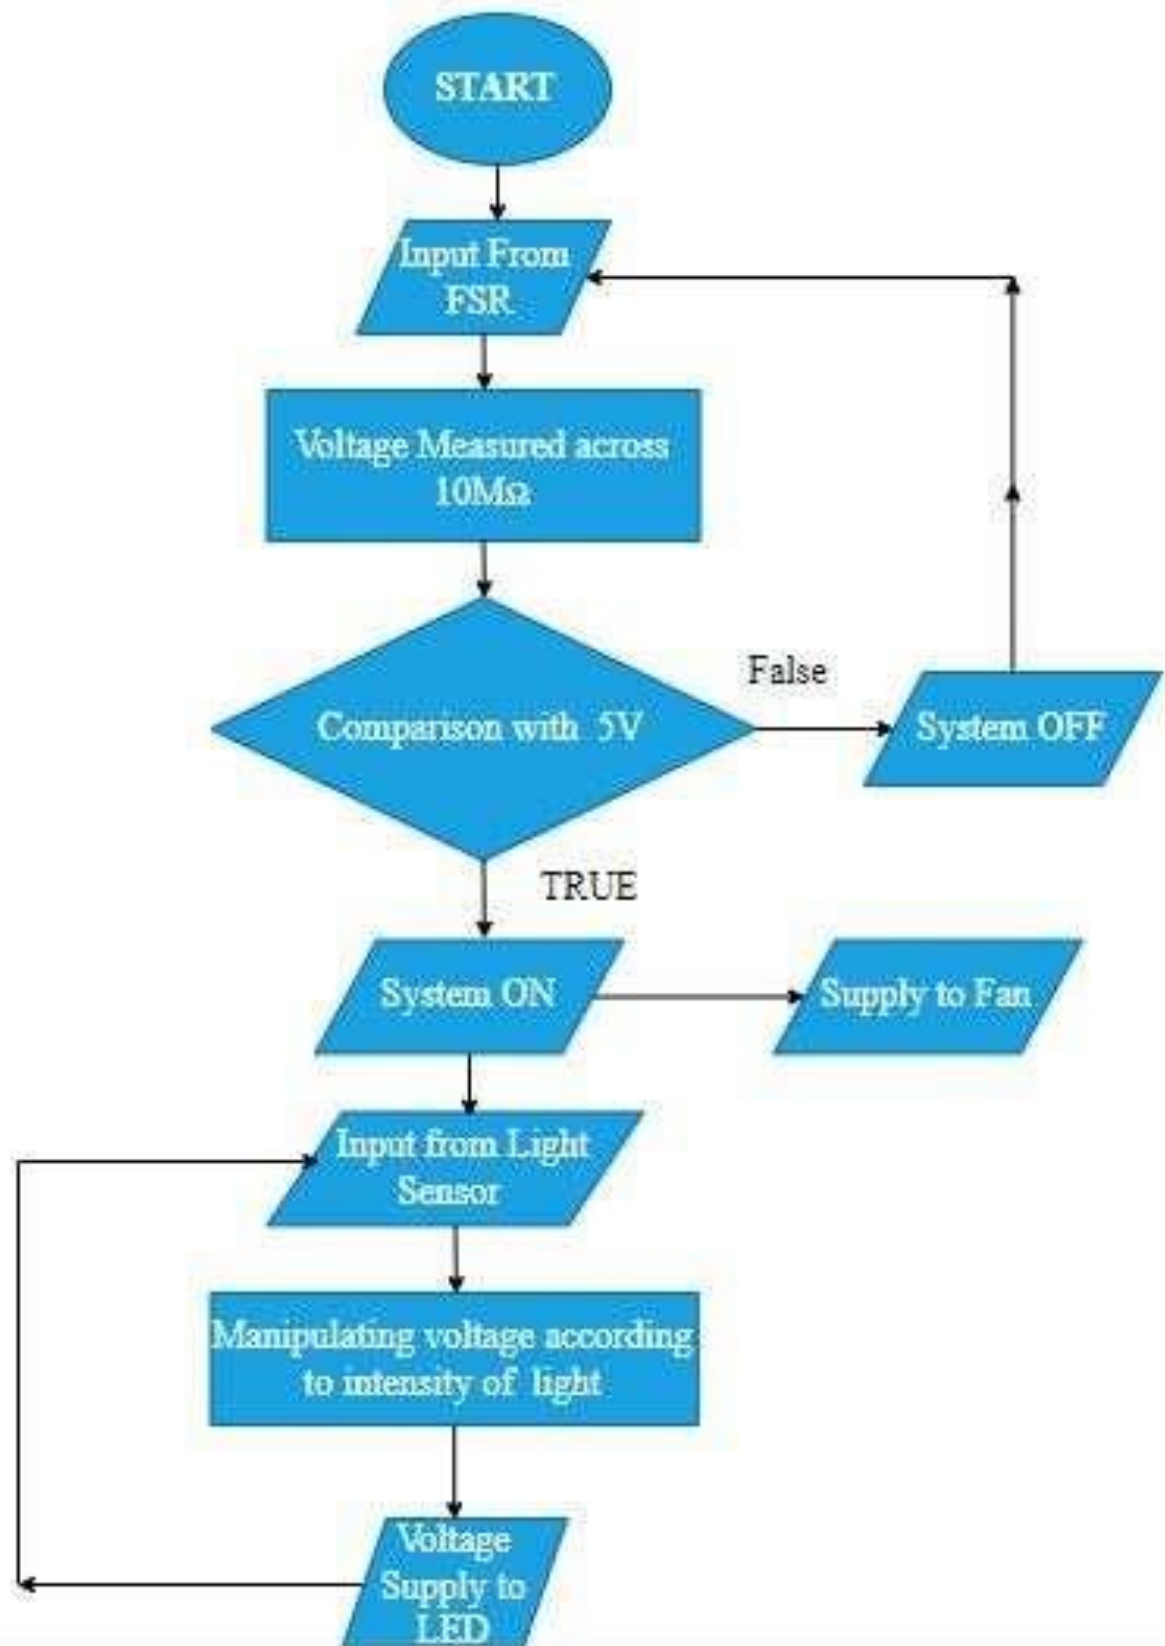 START
Input From
FSR
Voltage Measured across
10MΩ
False
Comparison with 5V
System OFF
TRUE
System ON
Supply to Fan
Input from Light
Sensor
Manipulating voltage according
to intensity of light
Voltage
Supply to
LED